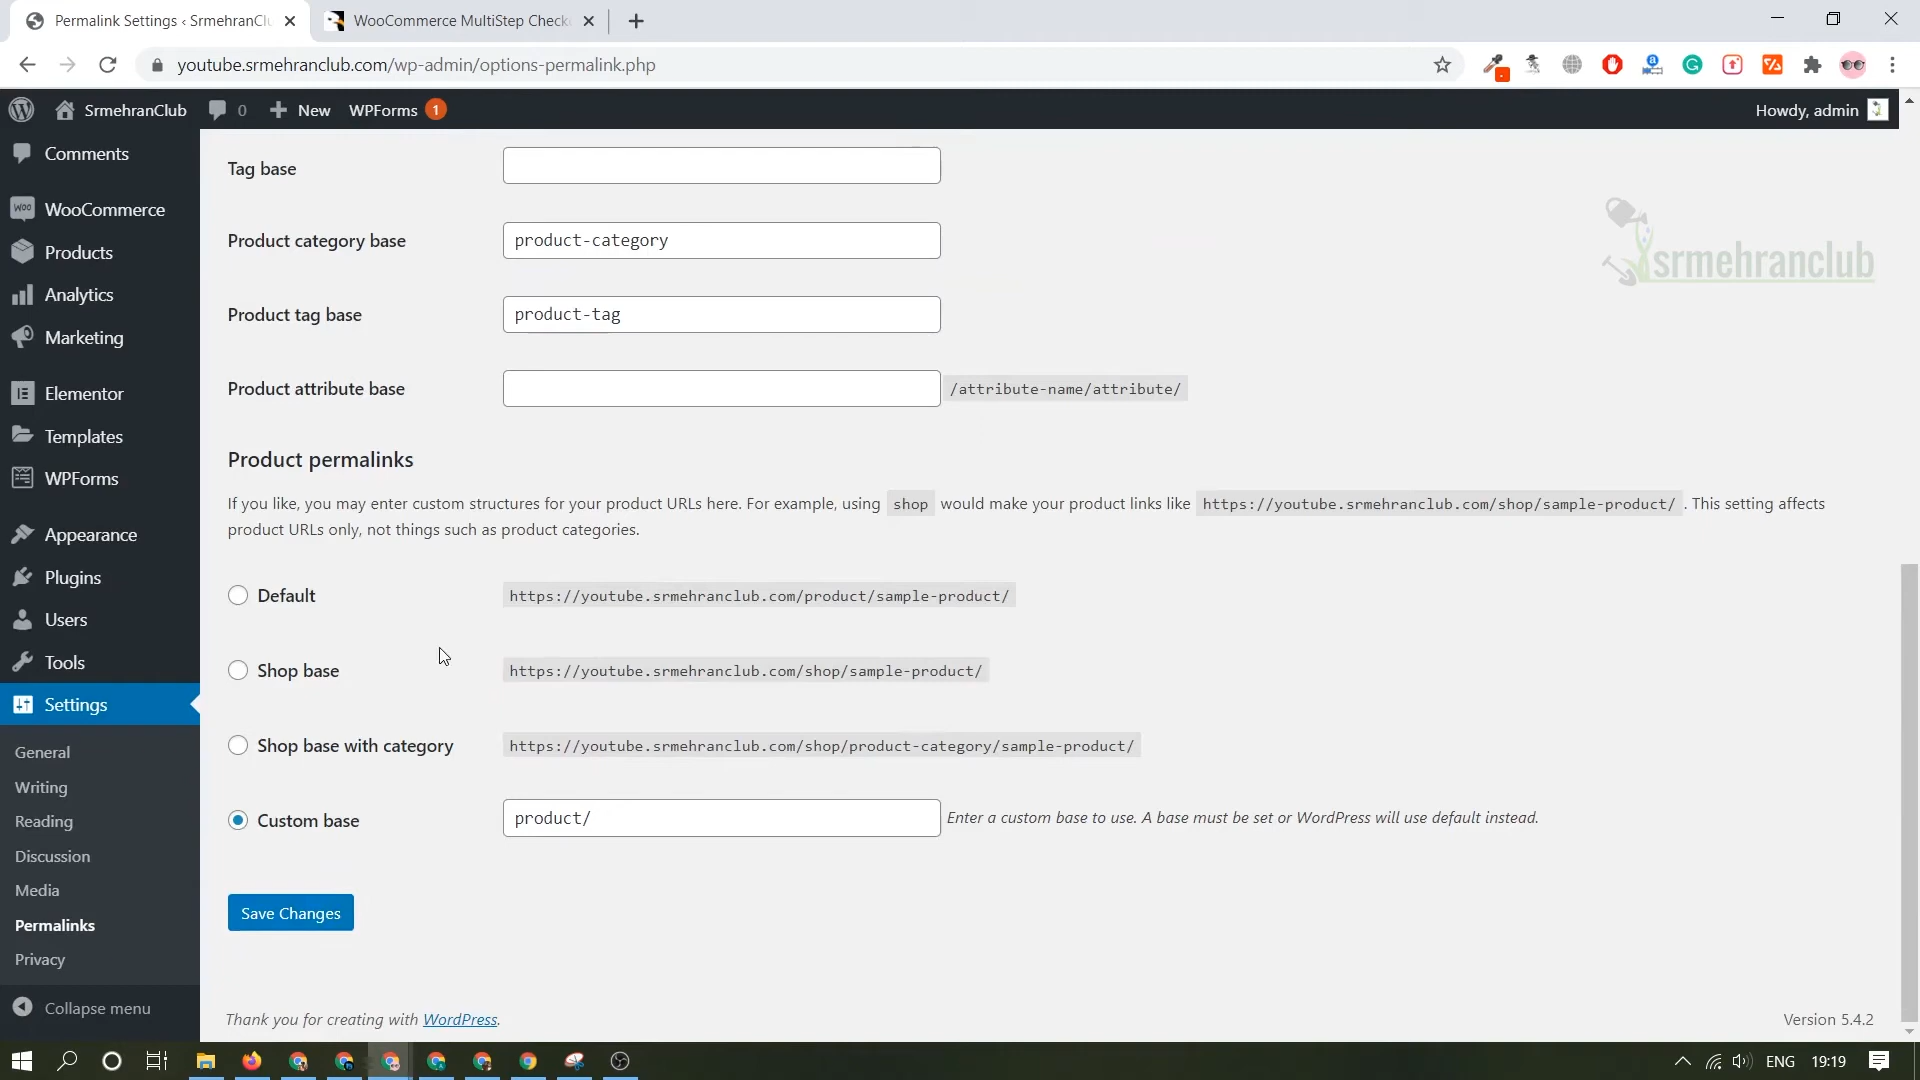 Permalink Settings ‹ SrmehranClu
WooCommerce MultiStep Check
youtube.srmehranclub.com/wp-admin/options-permalink.php
SrmehranClub
0
New
WPForms
1
Howdy, admin
Comments
WooCommerce
Products
Analytics
Marketing
Elementor
Templates
WPForms
Appearance
Plugins
Users
Tools
Settings
General
Writing
Reading
Discussion
Media
Permalinks
Privacy
Collapse menu
srmehranclub
Tag base
Product category base
product-category
Product tag base
product-tag
Product attribute base
/attribute-name/attribute/
Product permalinks
If you like, you may enter custom structures for your product URLs here. For example, using shop would make your product links like https://youtube.srmehranclub.com/shop/sample-product/ . This setting affects
product URLs only, not things such as product categories.
Default
https://youtube.srmehranclub.com/product/sample-product/
Shop base
https://youtube.srmehranclub.com/shop/sample-product/
Shop base with category
https://youtube.srmehranclub.com/shop/product-category/sample-product/
Custom base
product/
Enter a custom base to use. A base must be set or WordPress will use default instead.
Save Changes
Thank you for creating with WordPress.
Version 5.4.2
ENG
19:19